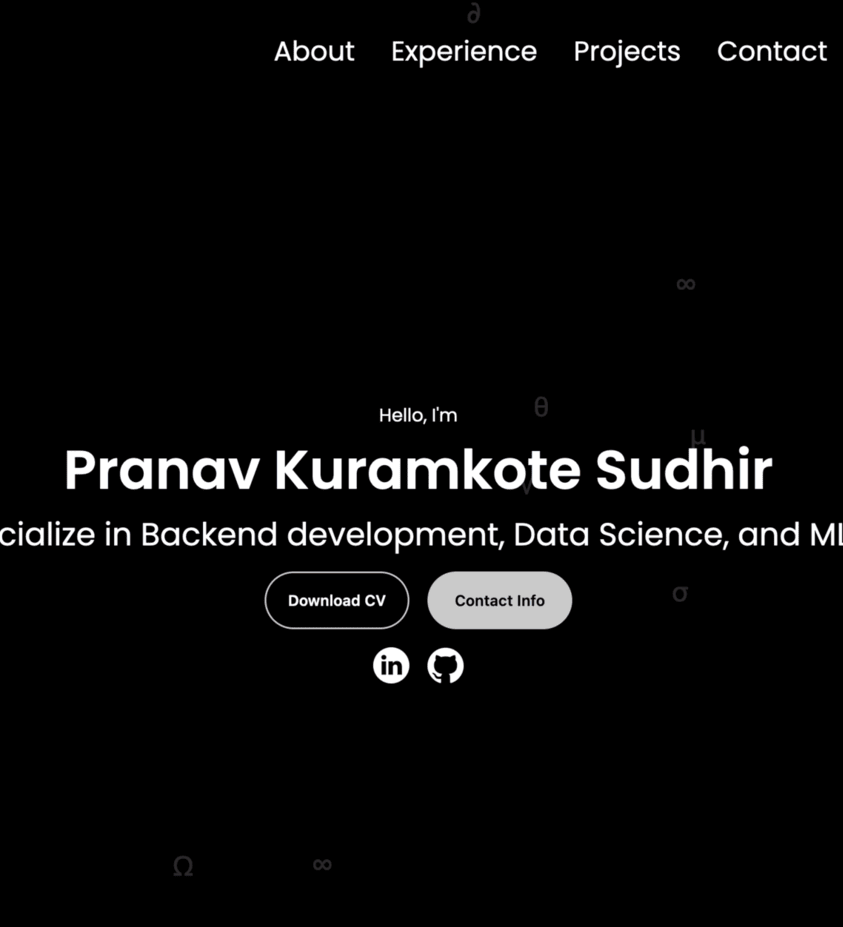 ∂
About Experience Projects Contact
∞
Hello, I'm
θ
μ
Pranav Kuramkote Sudhir
cialize in Backend development, Data Science, and ML
Download CV Contact Info
σ
in
Ω ∞